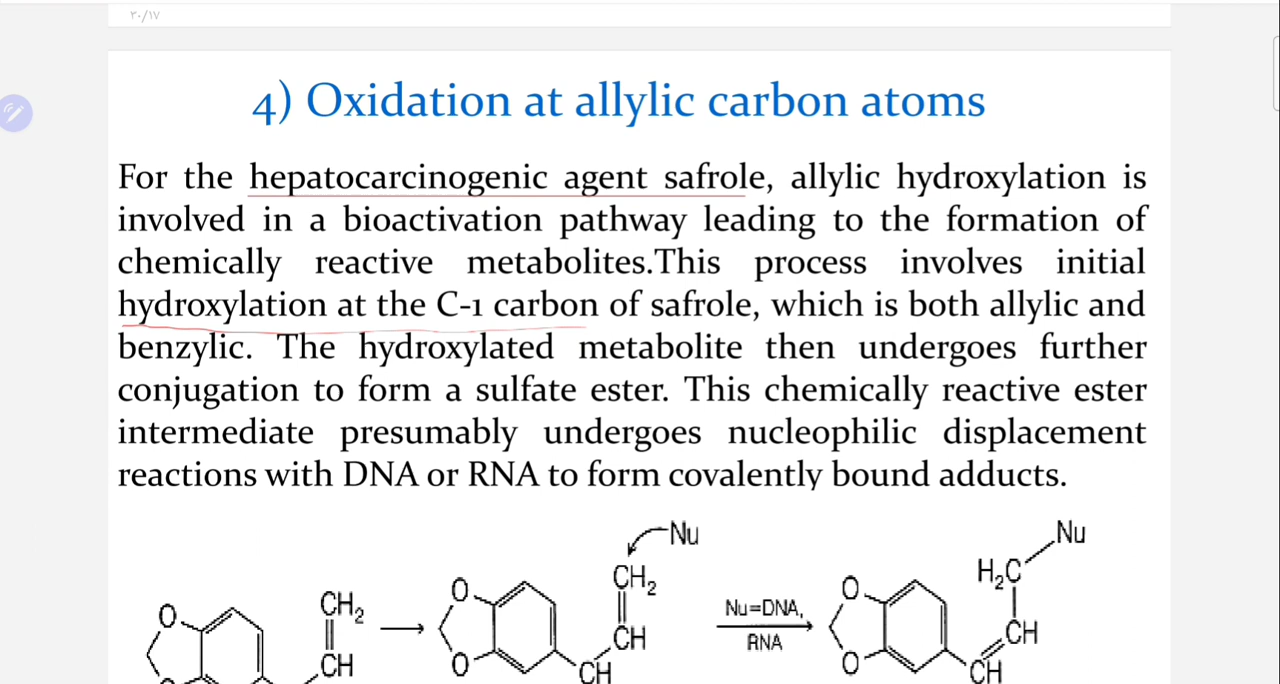 ٣٠/١٧
4) Oxidation at allylic carbon atoms
For the hepatocarcinogenic agent safrole, allylic hydroxylation is
involved in a bioactivation pathway leading to the formation of
chemically reactive metabolites.This process involves initial
hydroxylation at the C-1 carbon of safrole, which is both allylic and
benzylic. The hydroxylated metabolite then undergoes further
conjugation to form a sulfate ester. This chemically reactive ester
intermediate presumably undergoes nucleophilic displacement
reactions with DNA or RNA to form covalently bound adducts.
Nu Nu
CH₂ H₂C
O CH₂ O Nu=DNA, O
CH CH RNA CH
O O CH O CH